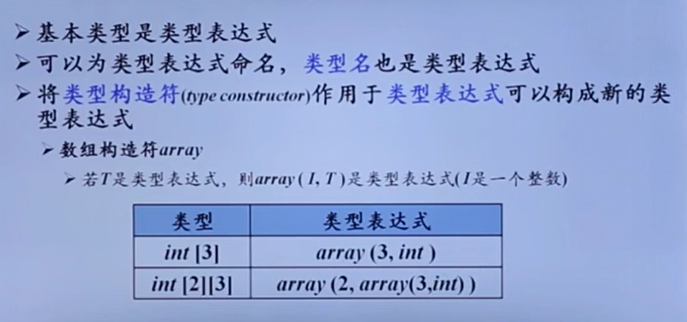 ➢基本类型是类型表达式
➢可以为类型表达式命名，类型名也是类型表达式
➢将类型构造符(type constructor)作用于类型表达式可以构成新的类
型表达式
➢数组构造符array
➢若T是类型表达式，则array ( I, T )是类型表达式(I是一个整数)
类型 类型表达式
int [3] array (3, int )
int [2][3] array (2, array(3,int) )